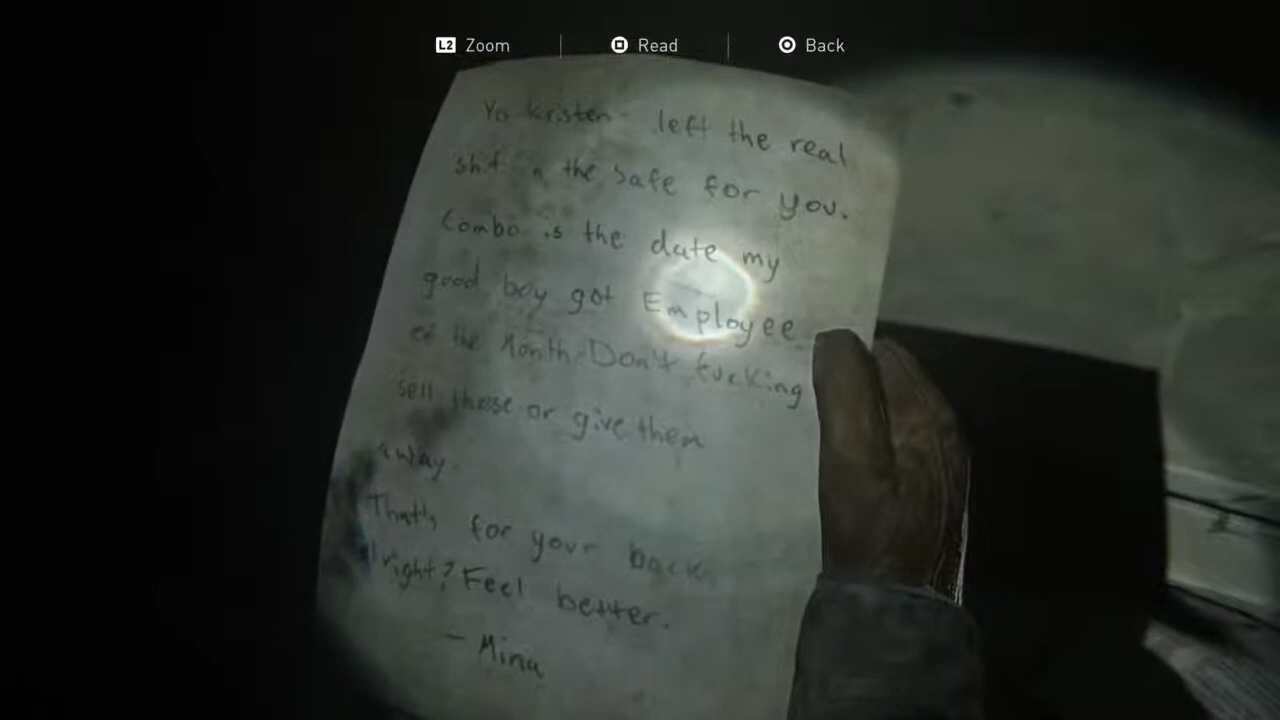 L2 Zoom | Read | Back
Yo Kristen - left the real
shit in the safe for you.
Combo is the date my
good boy got Employee
of the Month. Don't fucking
sell these or give them
away.
That's for your back,
alright? Feel better.
- Mina